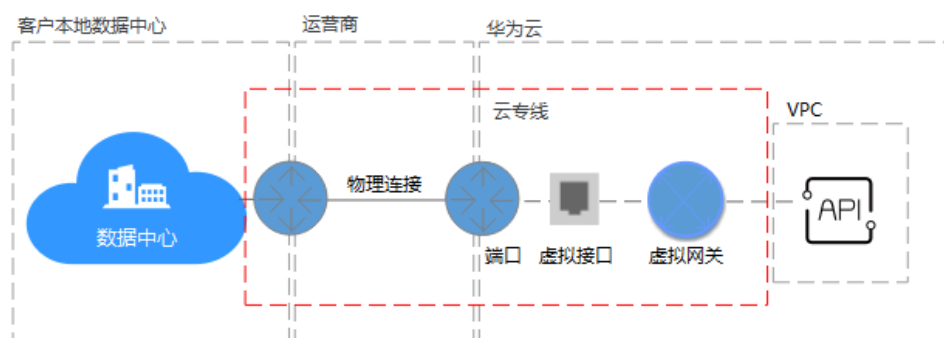 客户本地数据中心
运营商
华为云
云专线
VPC
物理连接
API
数据中心
端口
虚拟接口
虚拟网关